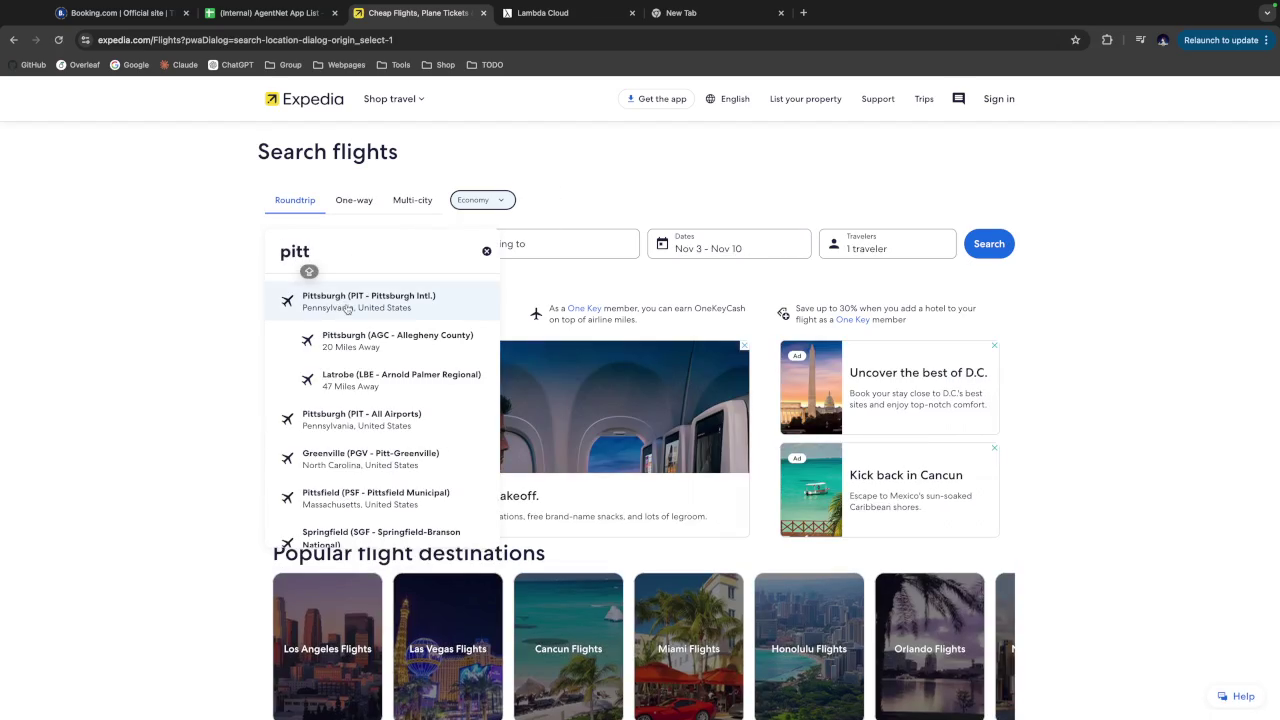 Booking.com | Official site | T
(Internal) AgentNet App List -
Cheap Flights, Plane Tickets
Lambda Cloud
New Tab
expedia.com/Flights?pwaDialog=search-location-dialog-origin_select-1
Relaunch to update
GitHub
Overleaf
Google
Claude
ChatGPT
Group
Webpages
Tools
Shop
TODO
Expedia
Shop travel
Get the app
English
List your property
Support
Trips
Sign in
Search flights
Roundtrip
One-way
Multi-city
Economy
pitt
ing to
Dates
Nov 3 - Nov 10
Travelers
1 traveler
Search
Pittsburgh (PIT - Pittsburgh Intl.)
Pennsylvania, United States
Pittsburgh (AGC - Allegheny County)
20 Miles Away
Latrobe (LBE - Arnold Palmer Regional)
47 Miles Away
Pittsburgh (PIT - All Airports)
Pennsylvania, United States
Greenville (PGV - Pitt-Greenville)
North Carolina, United States
Pittsfield (PSF - Pittsfield Municipal)
Massachusetts, United States
Springfield (SGF - Springfield-Branson
National)
As a One Key member, you can earn OneKeyCash
on top of airline miles.
Save up to 30% when you add a hotel to your
flight as a One Key member
akeoff.
ations, free brand-name snacks, and lots of legroom.
Ad
Uncover the best of D.C.
Book your stay close to D.C.'s best
sites and enjoy top-notch comfort.
Ad
Kick back in Cancun
Escape to Mexico's sun-soaked
Caribbean shores.
Popular flight destinations
Los Angeles Flights
Las Vegas Flights
Cancun Flights
Miami Flights
Honolulu Flights
Orlando Flights
Help